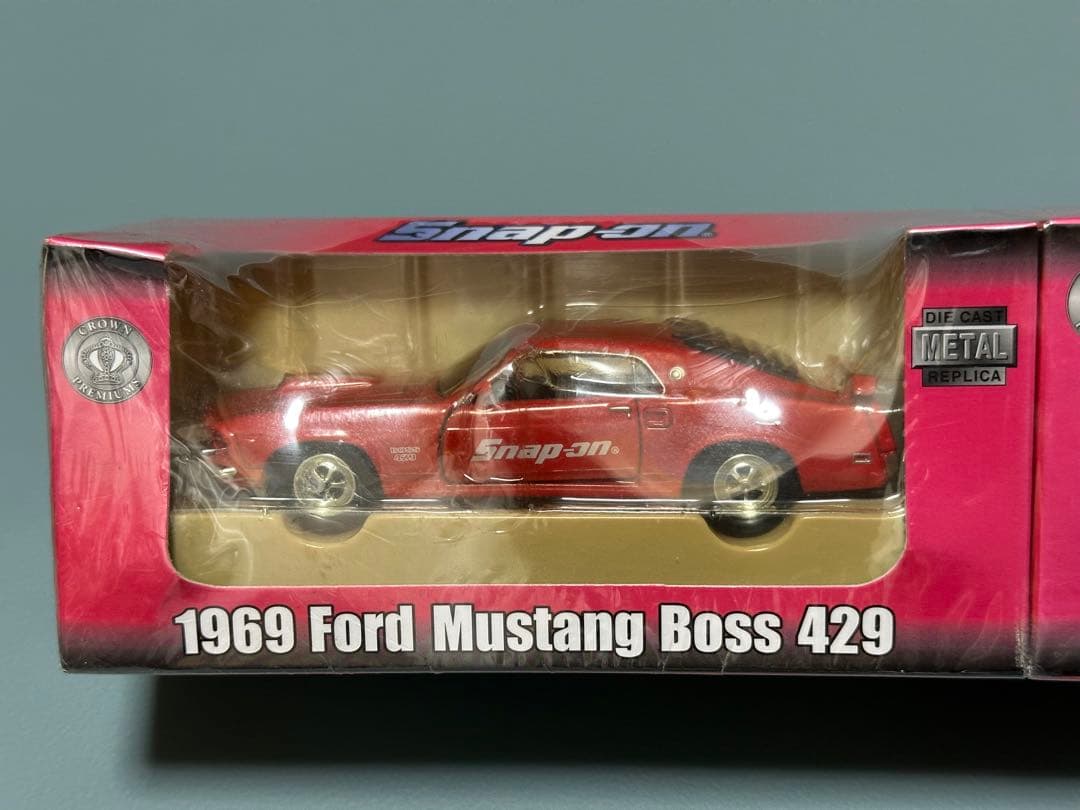 Snap-on®
CROWN
PREMIUMS
DIE CAST
METAL
REPLICA
BOSS
429
Snap-on®
1969 Ford Mustang Boss 429